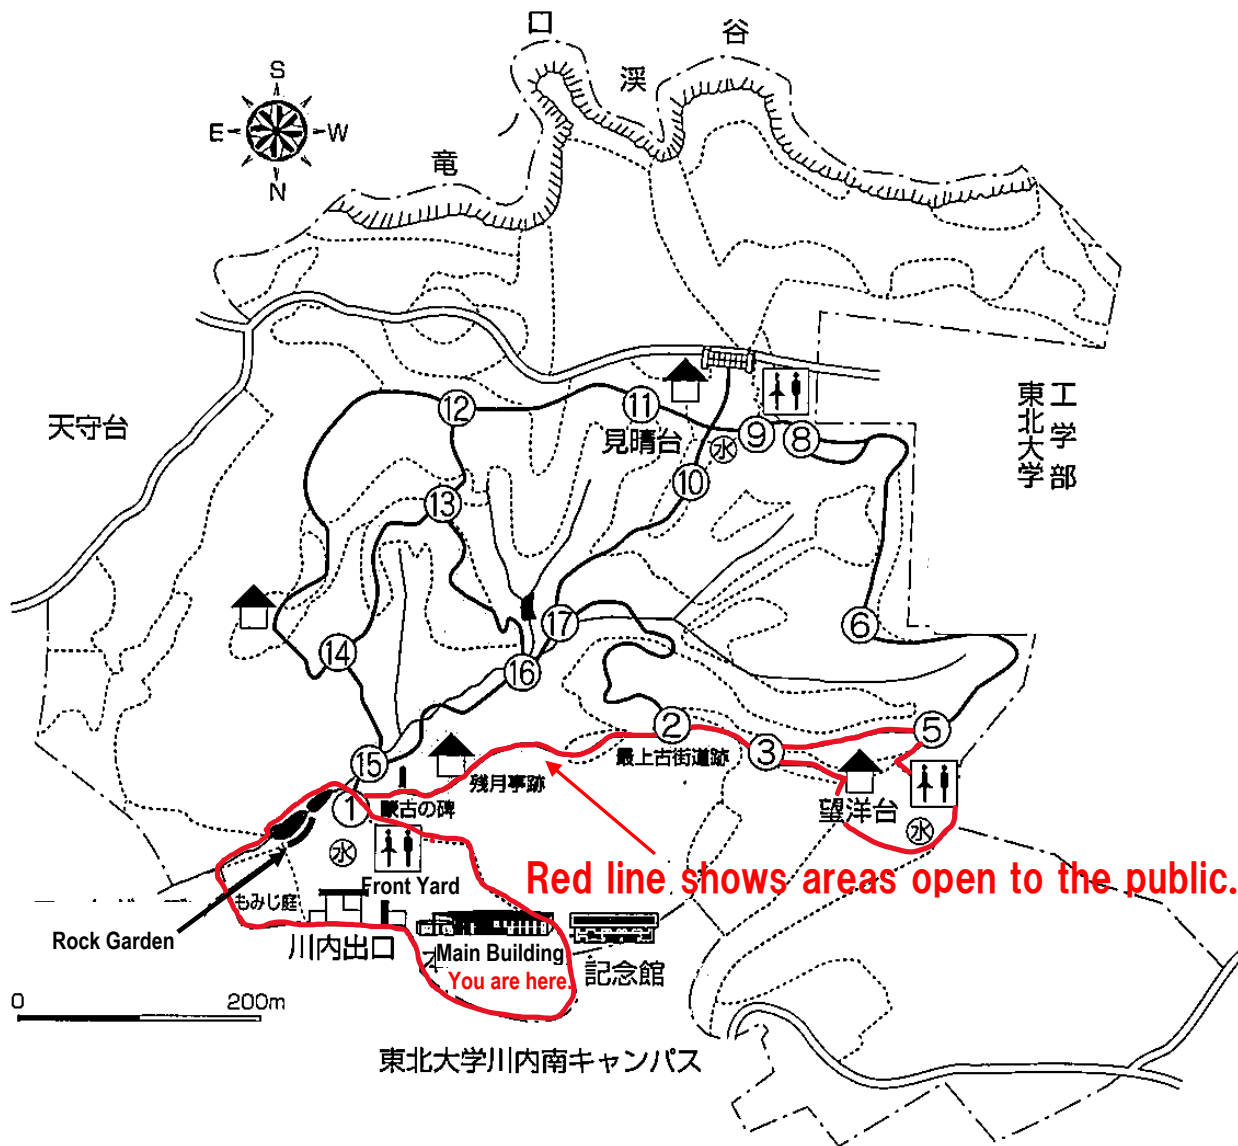 口
谷
渓
竜
S
E
W
N
天守台
東北大学
工学部
⑫
⑪
見晴台
水
⑨
⑧
⑩
⑬
⑰
⑥
⑭
⑯
②
最上古街道跡
③
⑤
⑮
残月亭跡
望洋台
①
蒙古の碑
水
水
Red line shows areas open to the public.
Front Yard
もみじ庭
Rock Garden
川内出口
Main Building
You are here.
記念館
0
200m
東北大学川内南キャンパス